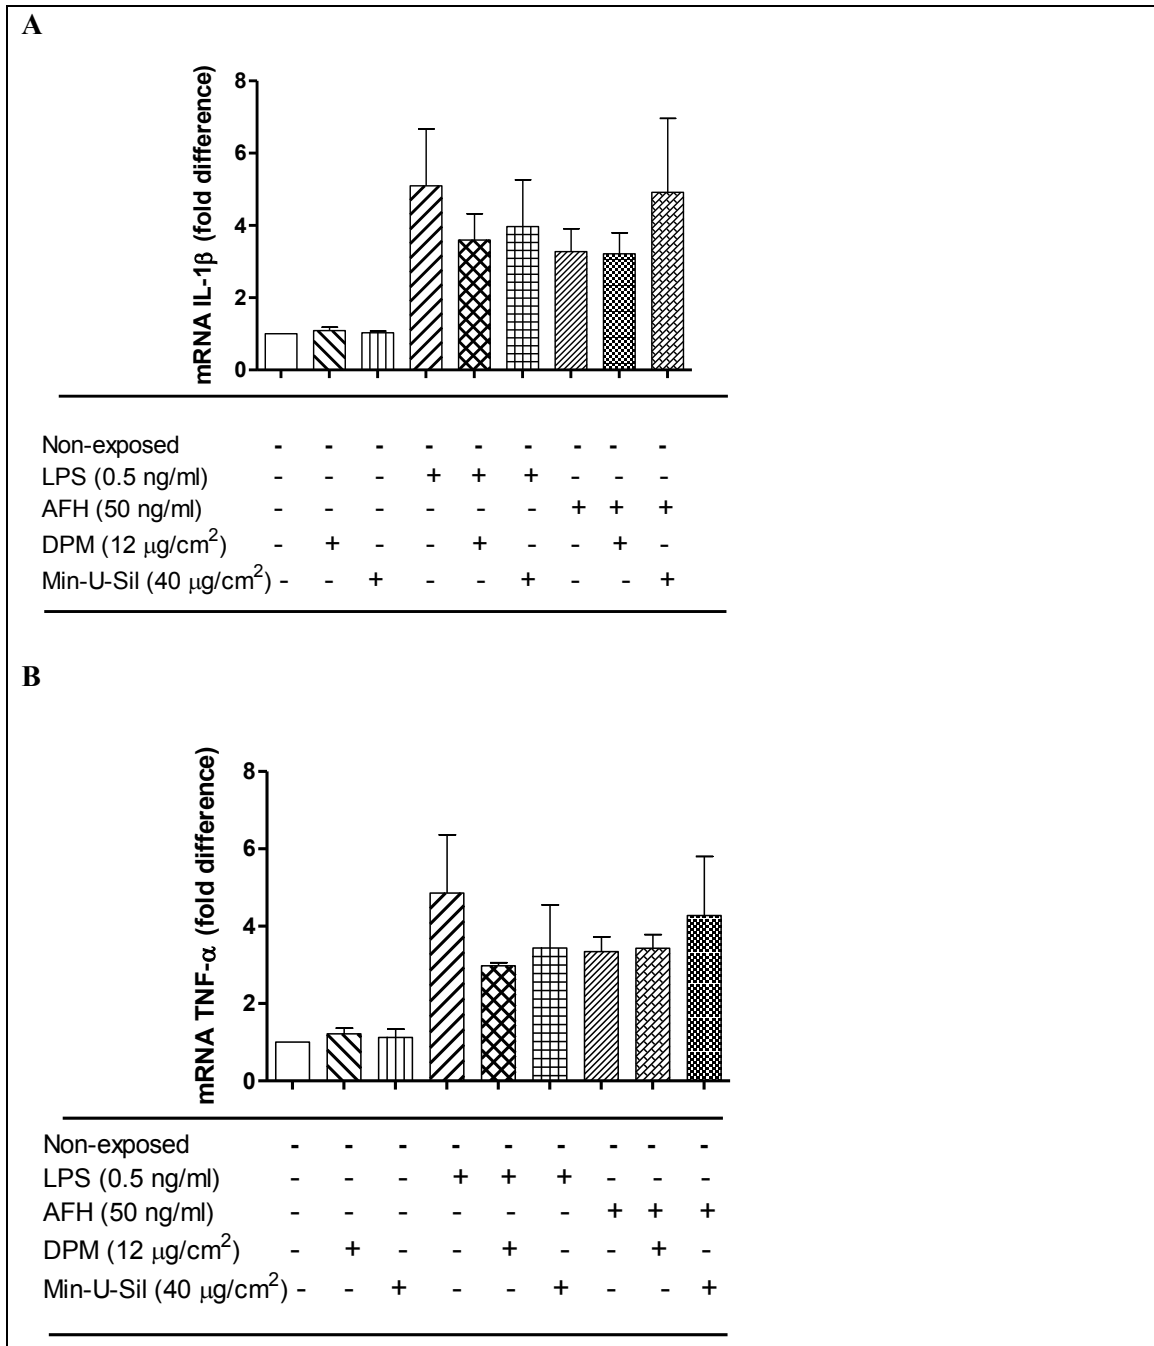 A
mRNA IL-1β (fold difference)
8
6
4
2
0
Non-exposed - - - - - - - - -
LPS (0.5 ng/ml) - - - + + + - - -
AFH (50 ng/ml) - - - - - - + + +
DPM (12 μg/cm²) - + - - + - - + -
Min-U-Sil (40 μg/cm²) - - + - - + - - +
B
mRNA TNF-α (fold difference)
8
6
4
2
0
Non-exposed - - - - - - - - -
LPS (0.5 ng/ml) - - - + + + - - -
AFH (50 ng/ml) - - - - - - + + +
DPM (12 μg/cm²) - + - - + - - + -
Min-U-Sil (40 μg/cm²) - - + - - + - - +